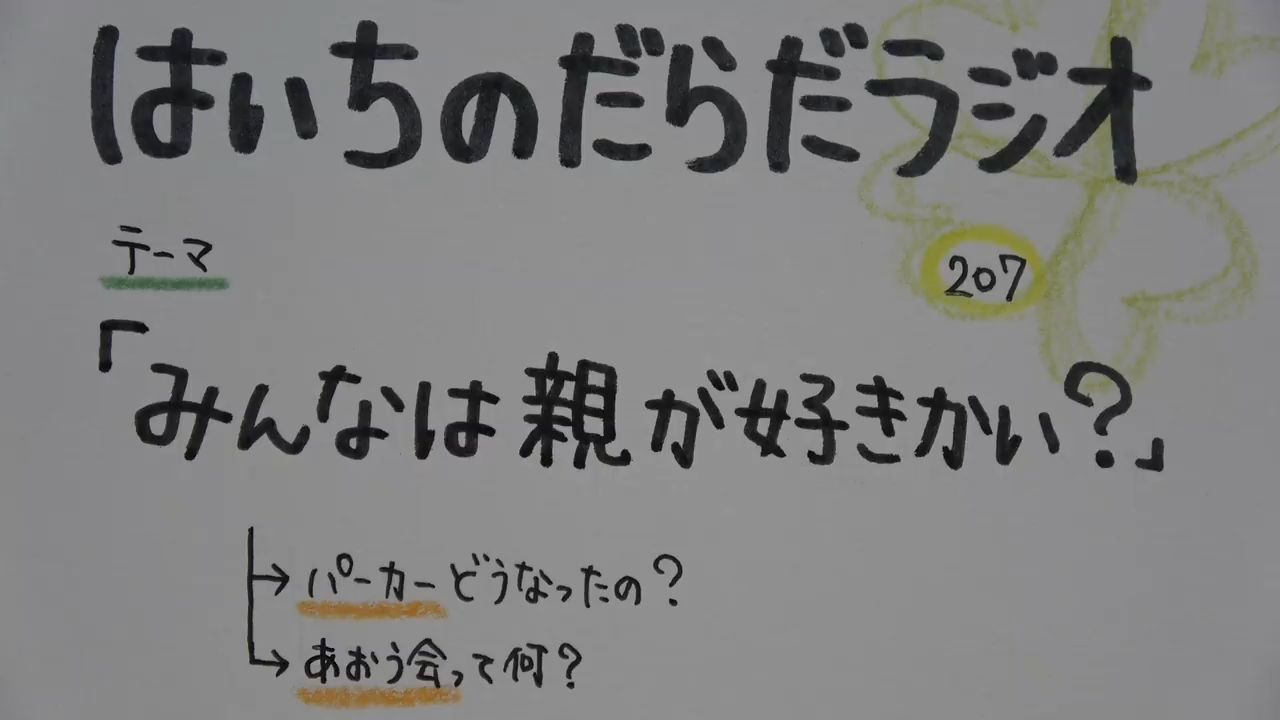 はいちのだらだラジオ
テーマ
207
「みんなは親が好きかい?」
パーカーどうなったの?
あおう会って何?